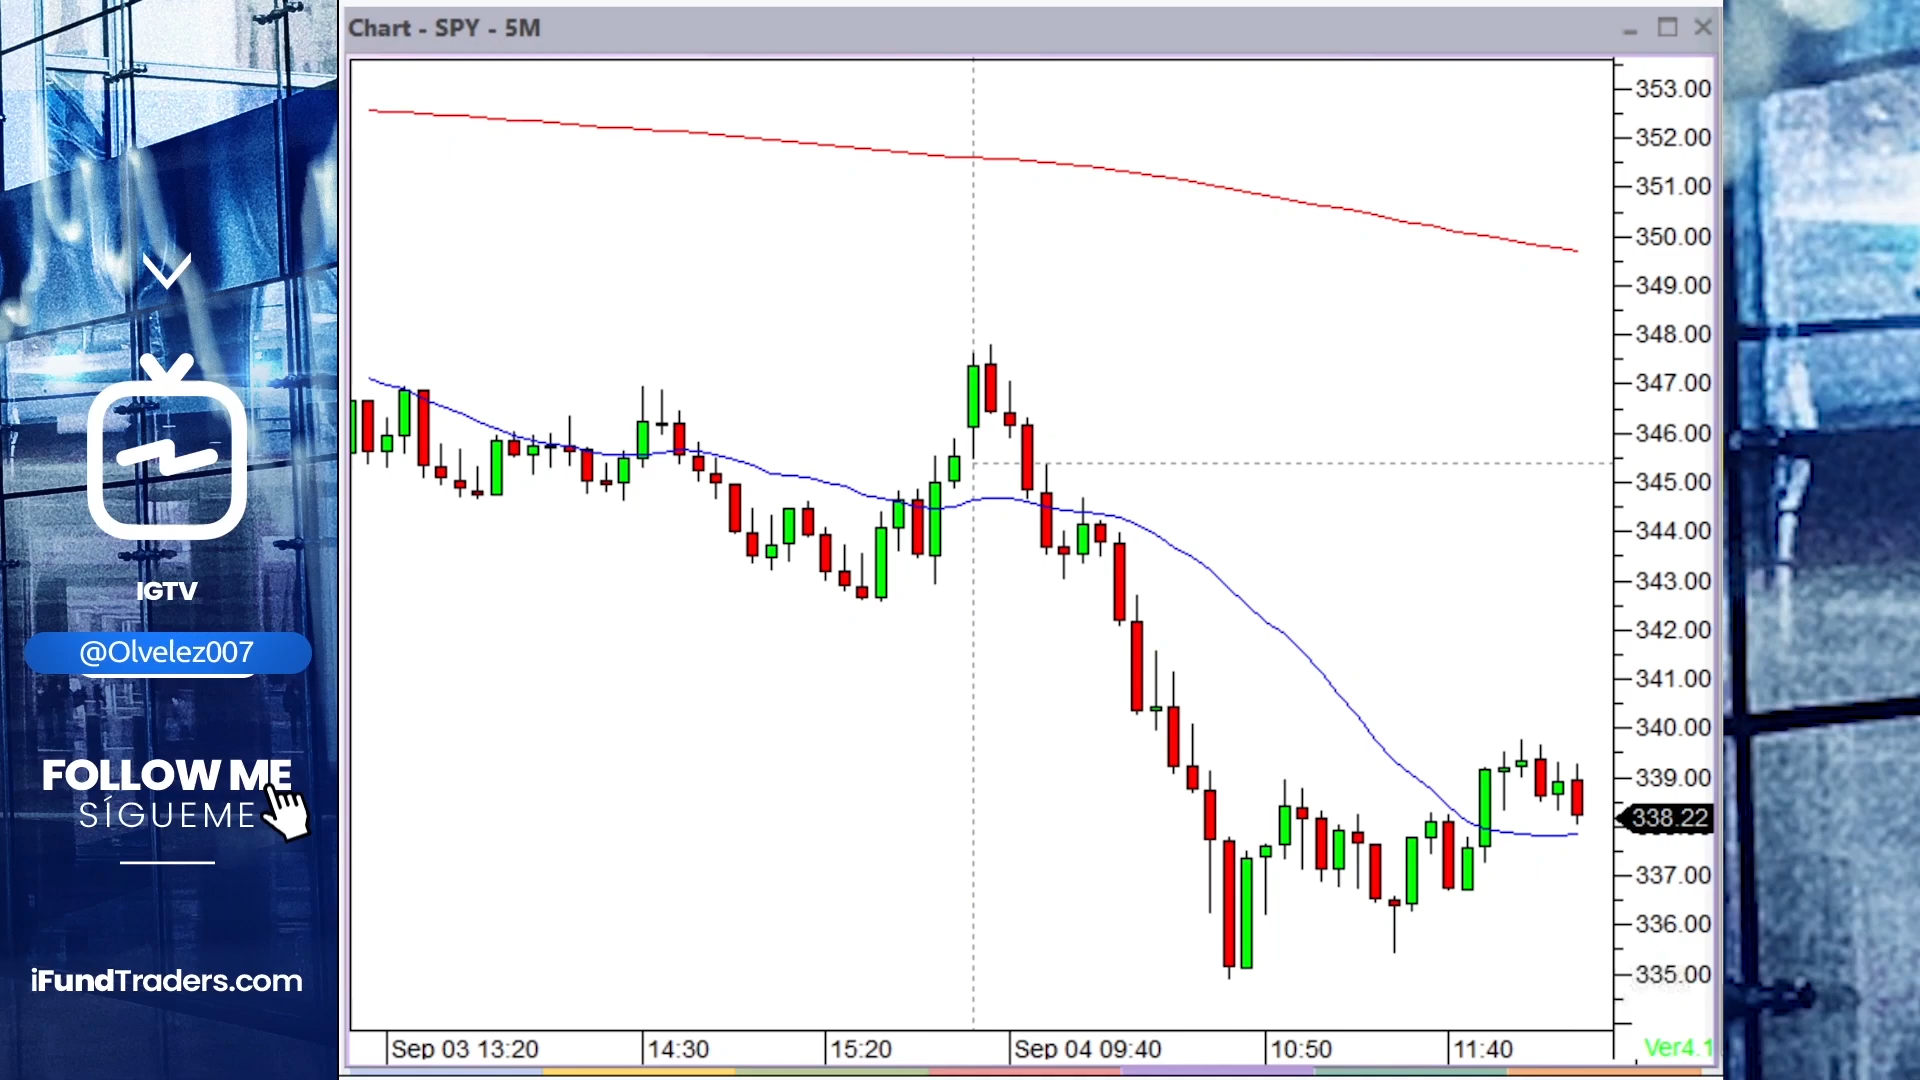 Chart - SPY - 5M
353.00
352.00
351.00
350.00
349.00
348.00
347.00
346.00
345.00
344.00
343.00
342.00
341.00
340.00
339.00
338.22
337.00
336.00
335.00
Sep 03 13:20
14:30
15:20
Sep 04 09:40
10:50
11:40
Ver4.1
IGTV
@Olvelez007
FOLLOW ME
SÍGUEME
iFundTraders.com